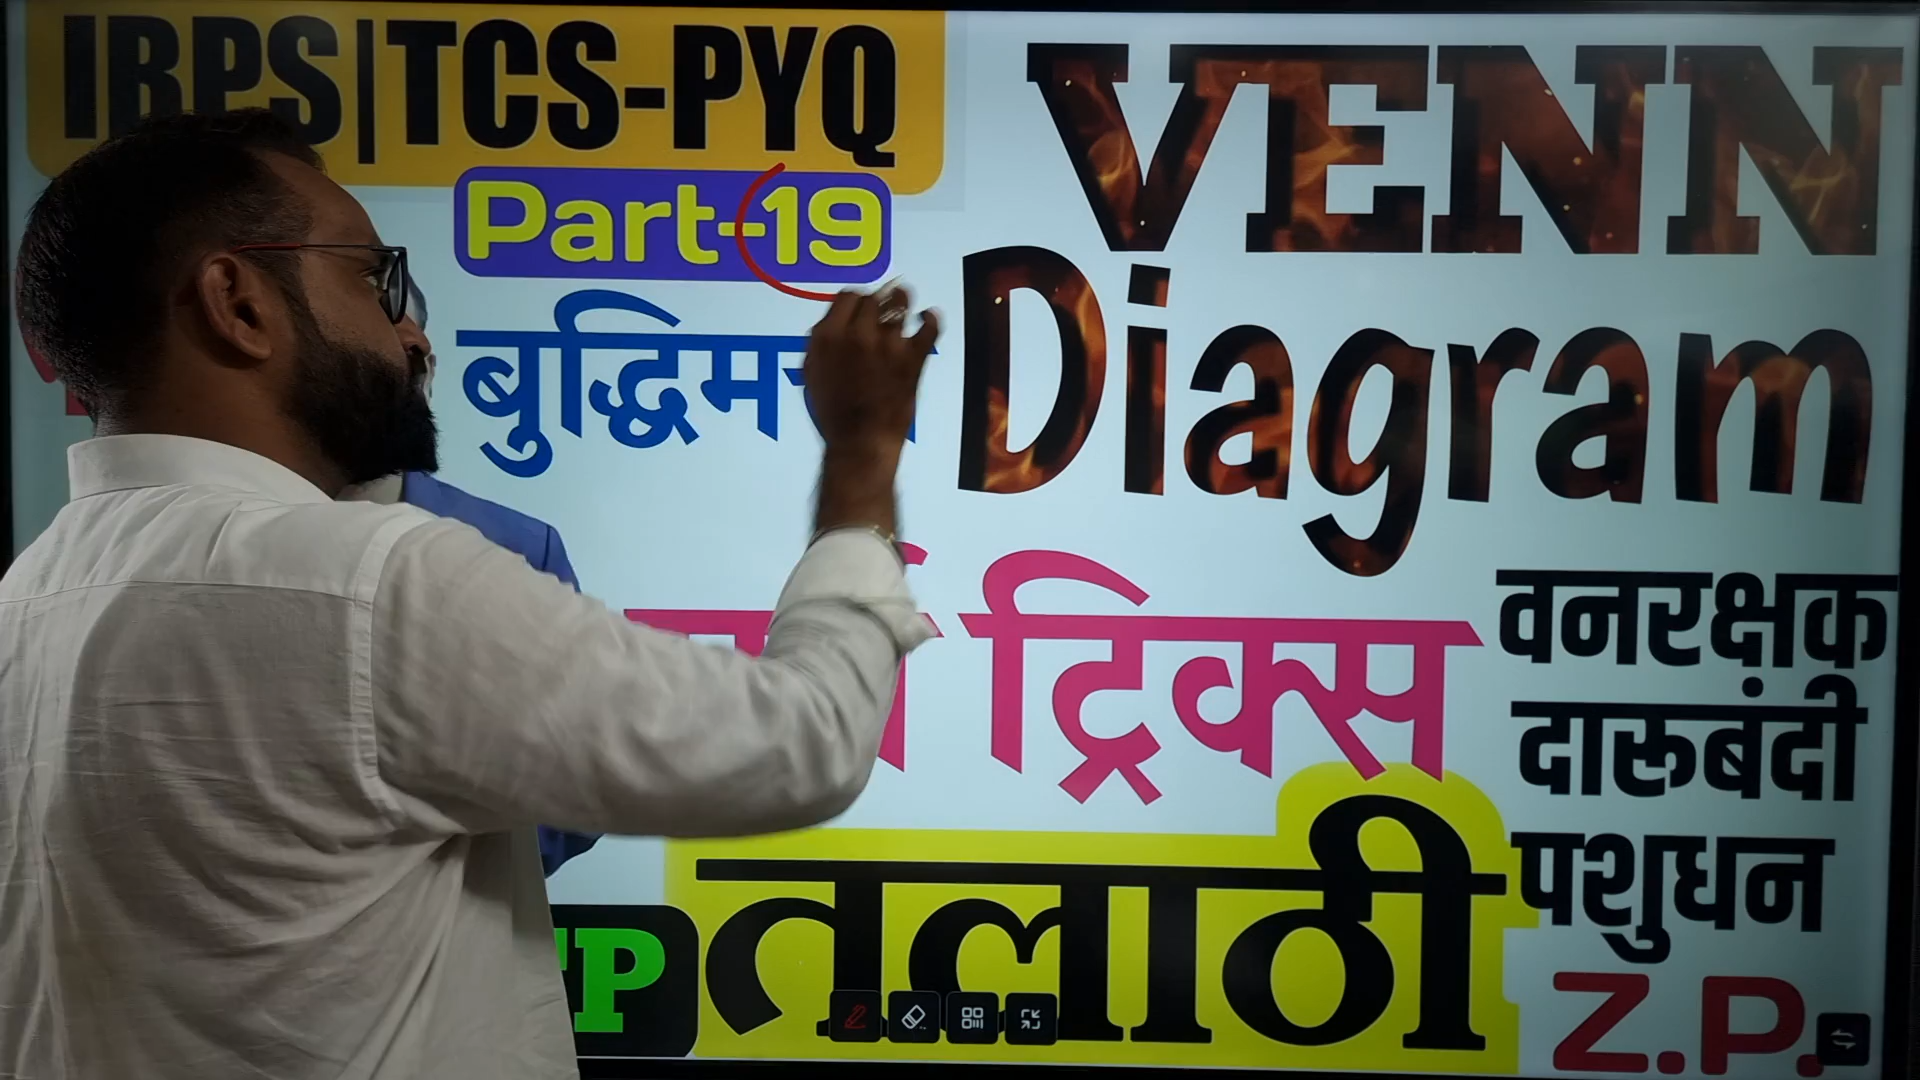 IBPS|TCS-PYQ
Part-19
VENN
Diagram
ट्रिक्स
वनरक्षक
दारूबंदी
पशुधन
तलाठी
Z.P.